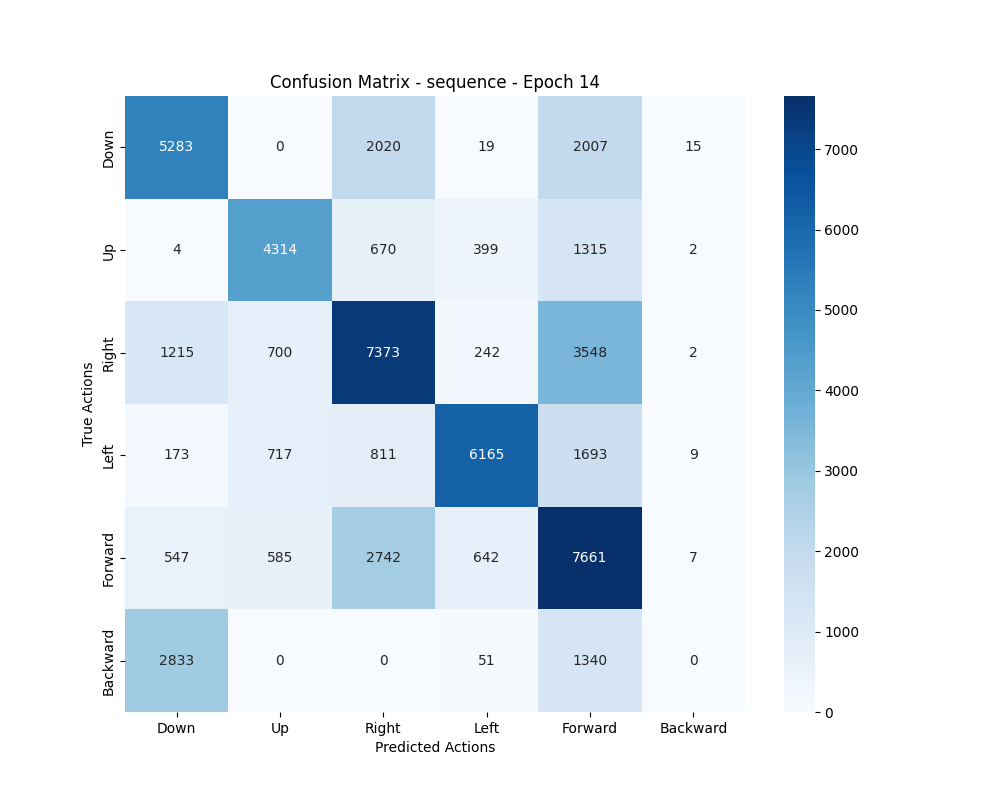 Confusion Matrix - sequence - Epoch 14
True Actions
Down 5283 0 2020 19 2007 15
Up 4 4314 670 399 1315 2
Right 1215 700 7373 242 3548 2
Left 173 717 811 6165 1693 9
Forward 547 585 2742 642 7661 7
Backward 2833 0 0 51 1340 0
Down Up Right Left Forward Backward
Predicted Actions
7000
6000
5000
4000
3000
2000
1000
0